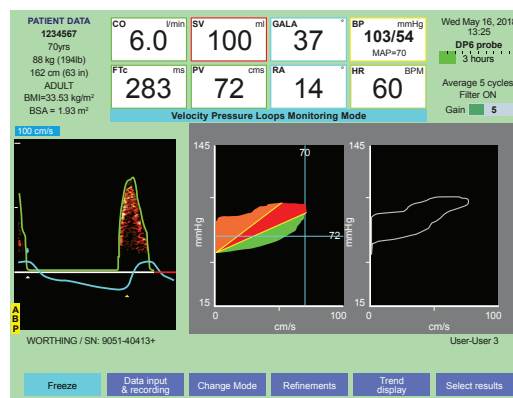 PATIENT DATA
1234567
70yrs
88 kg (194lb)
162 cm (63 in)
ADULT
BMI=33.53 kg/m²
BSA = 1.93 m²
CO l/min
6.0
SV ml
100
GALA °
37
BP mmHg
103/54
MAP=70
FTc ms
283
PV cms
72
RA °
14
HR BPM
60
Wed May 16, 201
13:25
DP6 probe
3 hours
Average 5 cycles
Filter ON
Gain 5
Velocity Pressure Loops Monitoring Mode
100 cm/s
ABP
145
70
mmHg
72
15
0
100
cm/s
145
mmHg
15
0
100
cm/s
WORTHING / SN: 9051-40413+
User-User 3
Freeze
Data input
& recording
Change Mode
Refinements
Trend
display
Select results